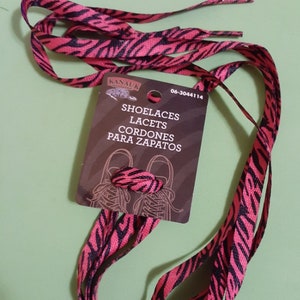 06-3044114
SHOELACES
LACETS
CORDONES
PARA ZAPATOS